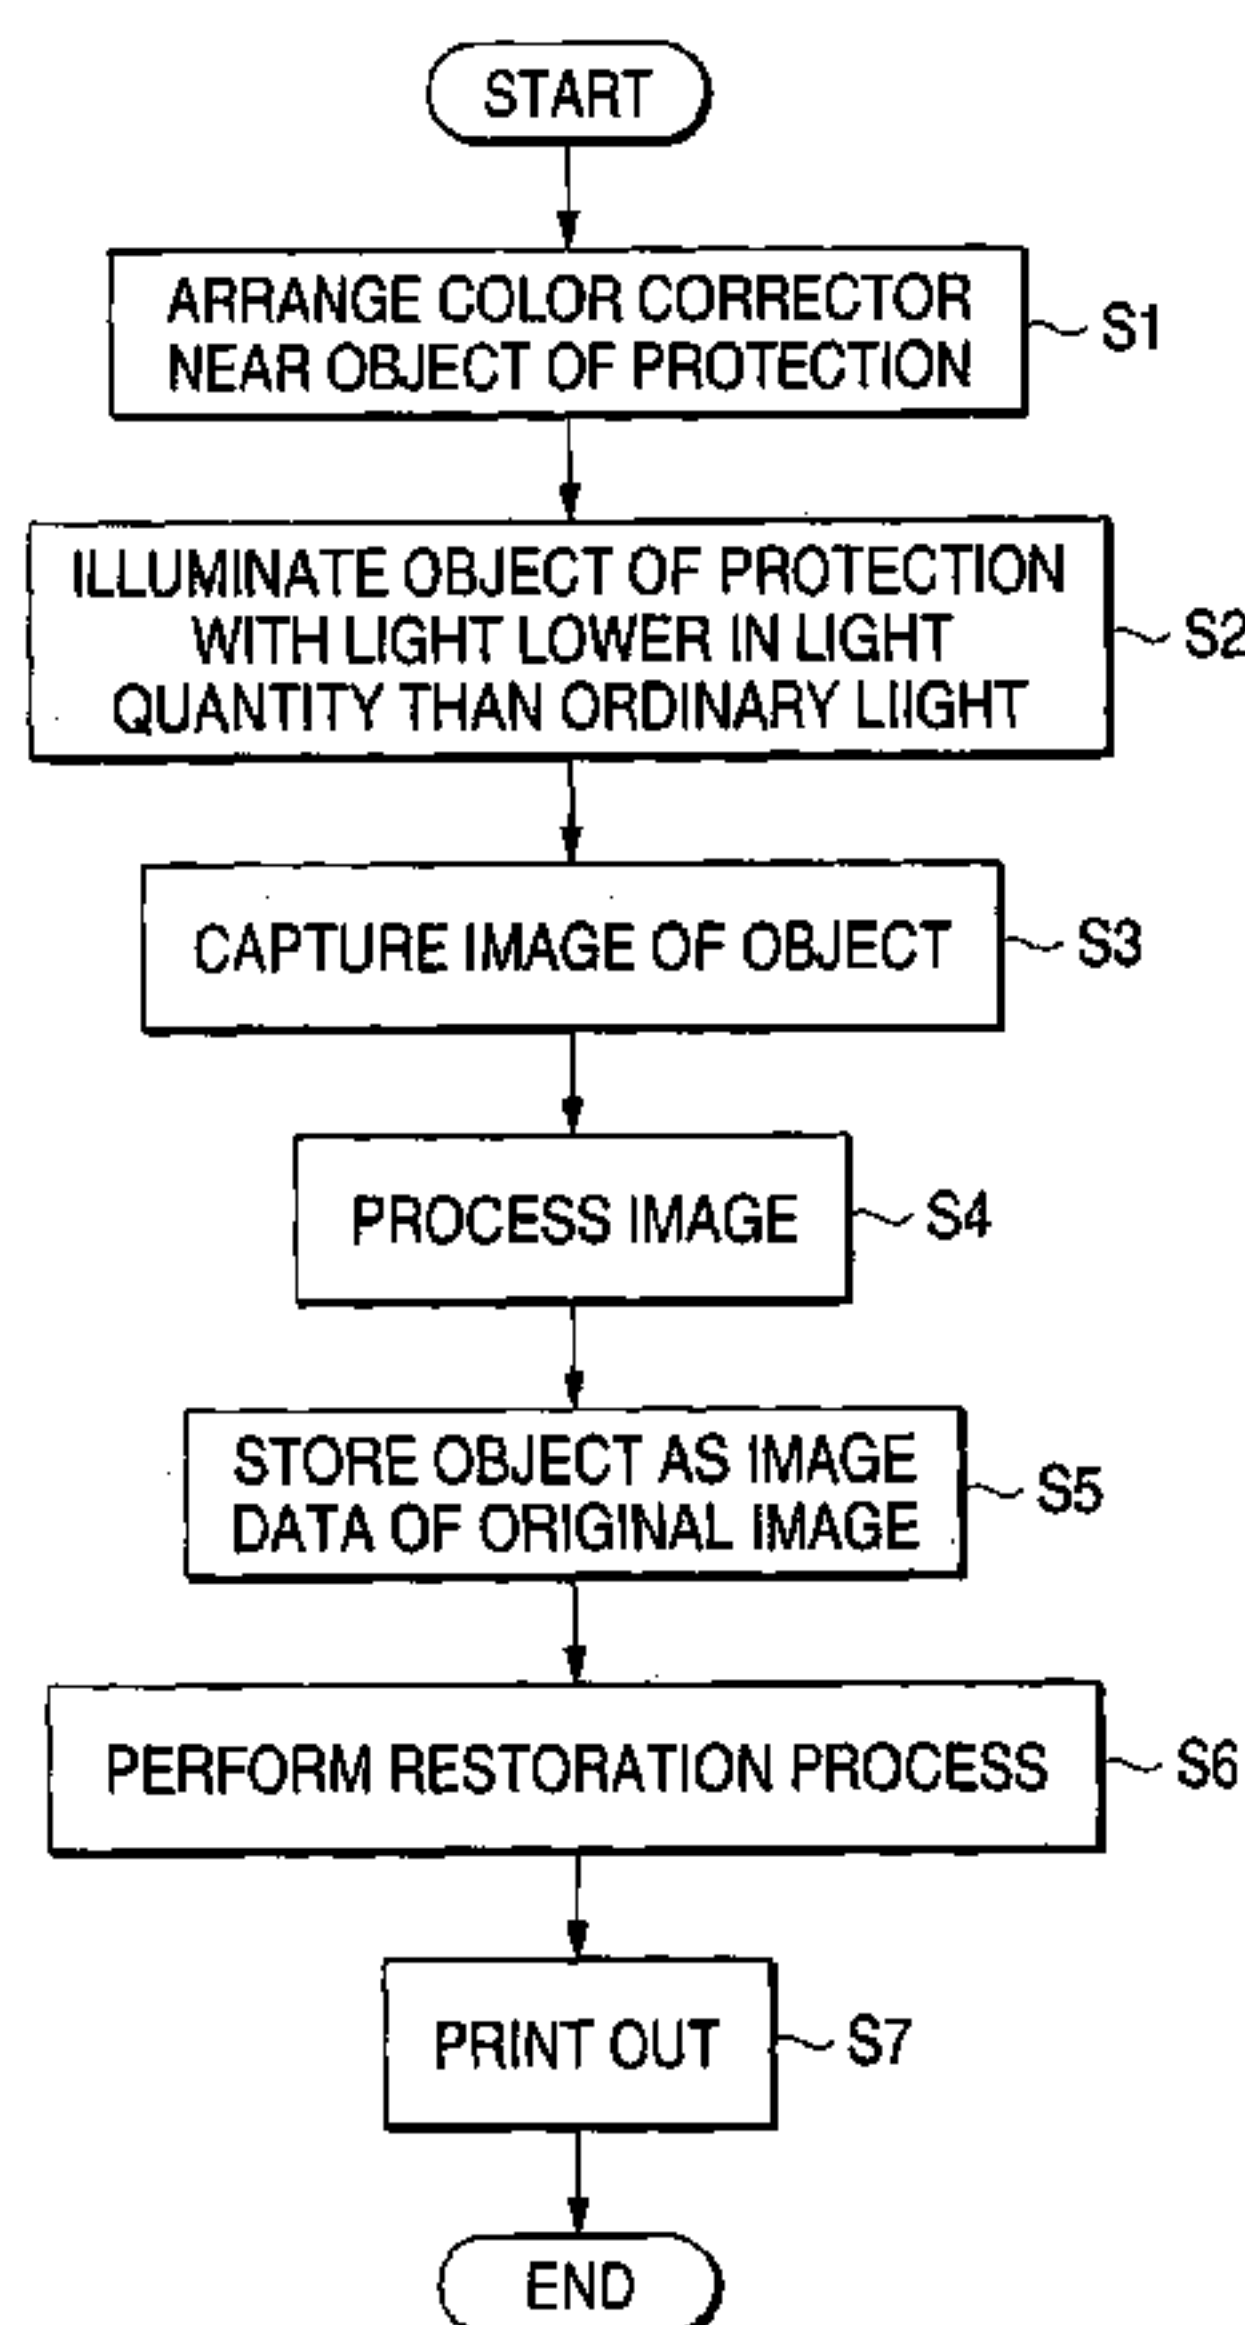 START
ARRANGE COLOR CORRECTOR
NEAR OBJECT OF PROTECTION
S1
ILLUMINATE OBJECT OF PROTECTION
WITH LIGHT LOWER IN LIGHT
QUANTITY THAN ORDINARY LIIGHT
S2
CAPTURE IMAGE OF OBJECT
S3
PROCESS IMAGE
S4
STORE OBJECT AS IMAGE
DATA OF ORIGINAL IMAGE
S5
PERFORM RESTORATION PROCESS
S6
PRINT OUT
S7
END